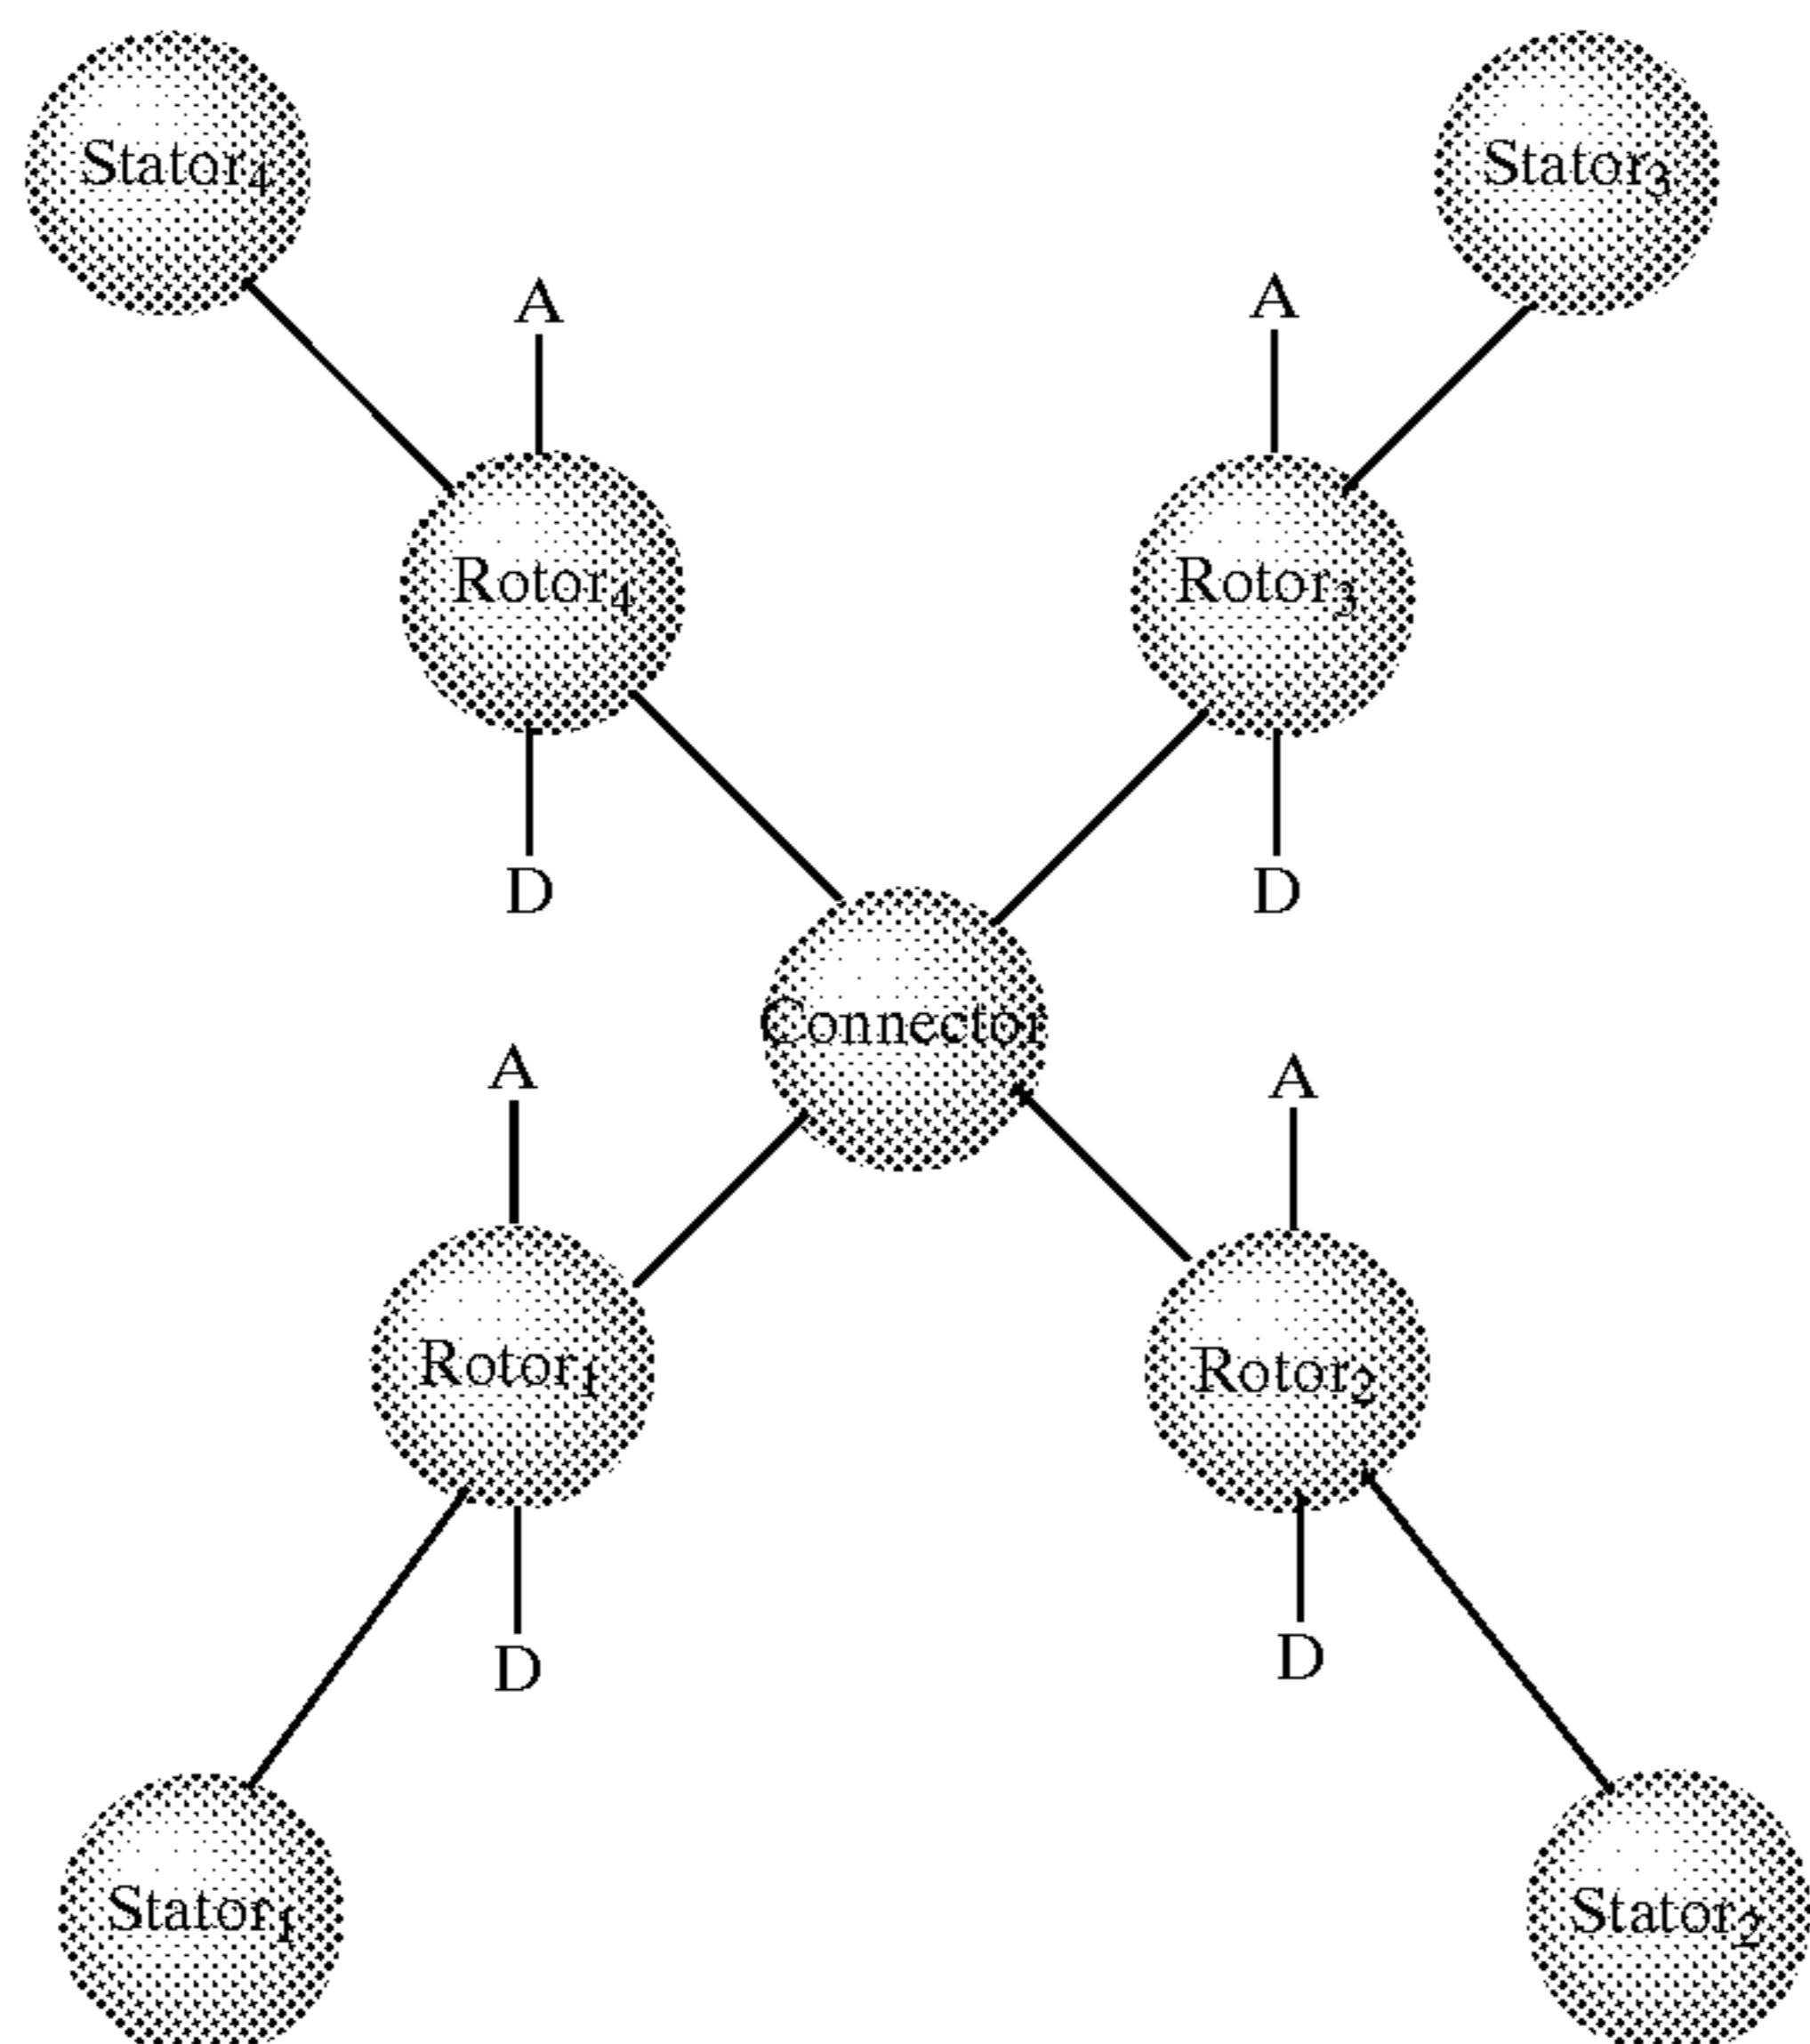 Stator4
Stator3
A
A
Rotor4
Rotor3
D
D
Connector
A
A
Rotor1
Rotor2
D
D
Stator1
Stator2